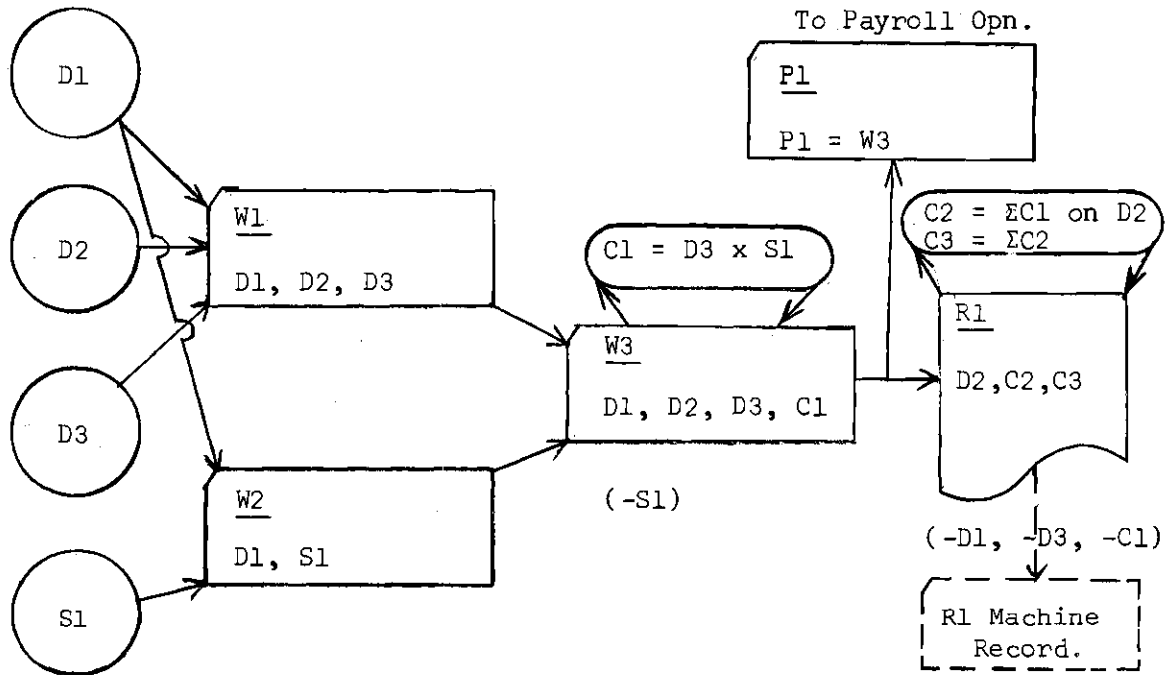 To Payroll Opn.
D1
P1
P1 = W3
D2
W1
D1, D2, D3
C1 = D3 x S1
C2 = ΣC1 on D2
C3 = ΣC2
D3
W3
D1, D2, D3, C1
R1
D2,C2,C3
W2
D1, S1
(-S1)
(-D1, -D3, -C1)
S1
R1 Machine
Record.